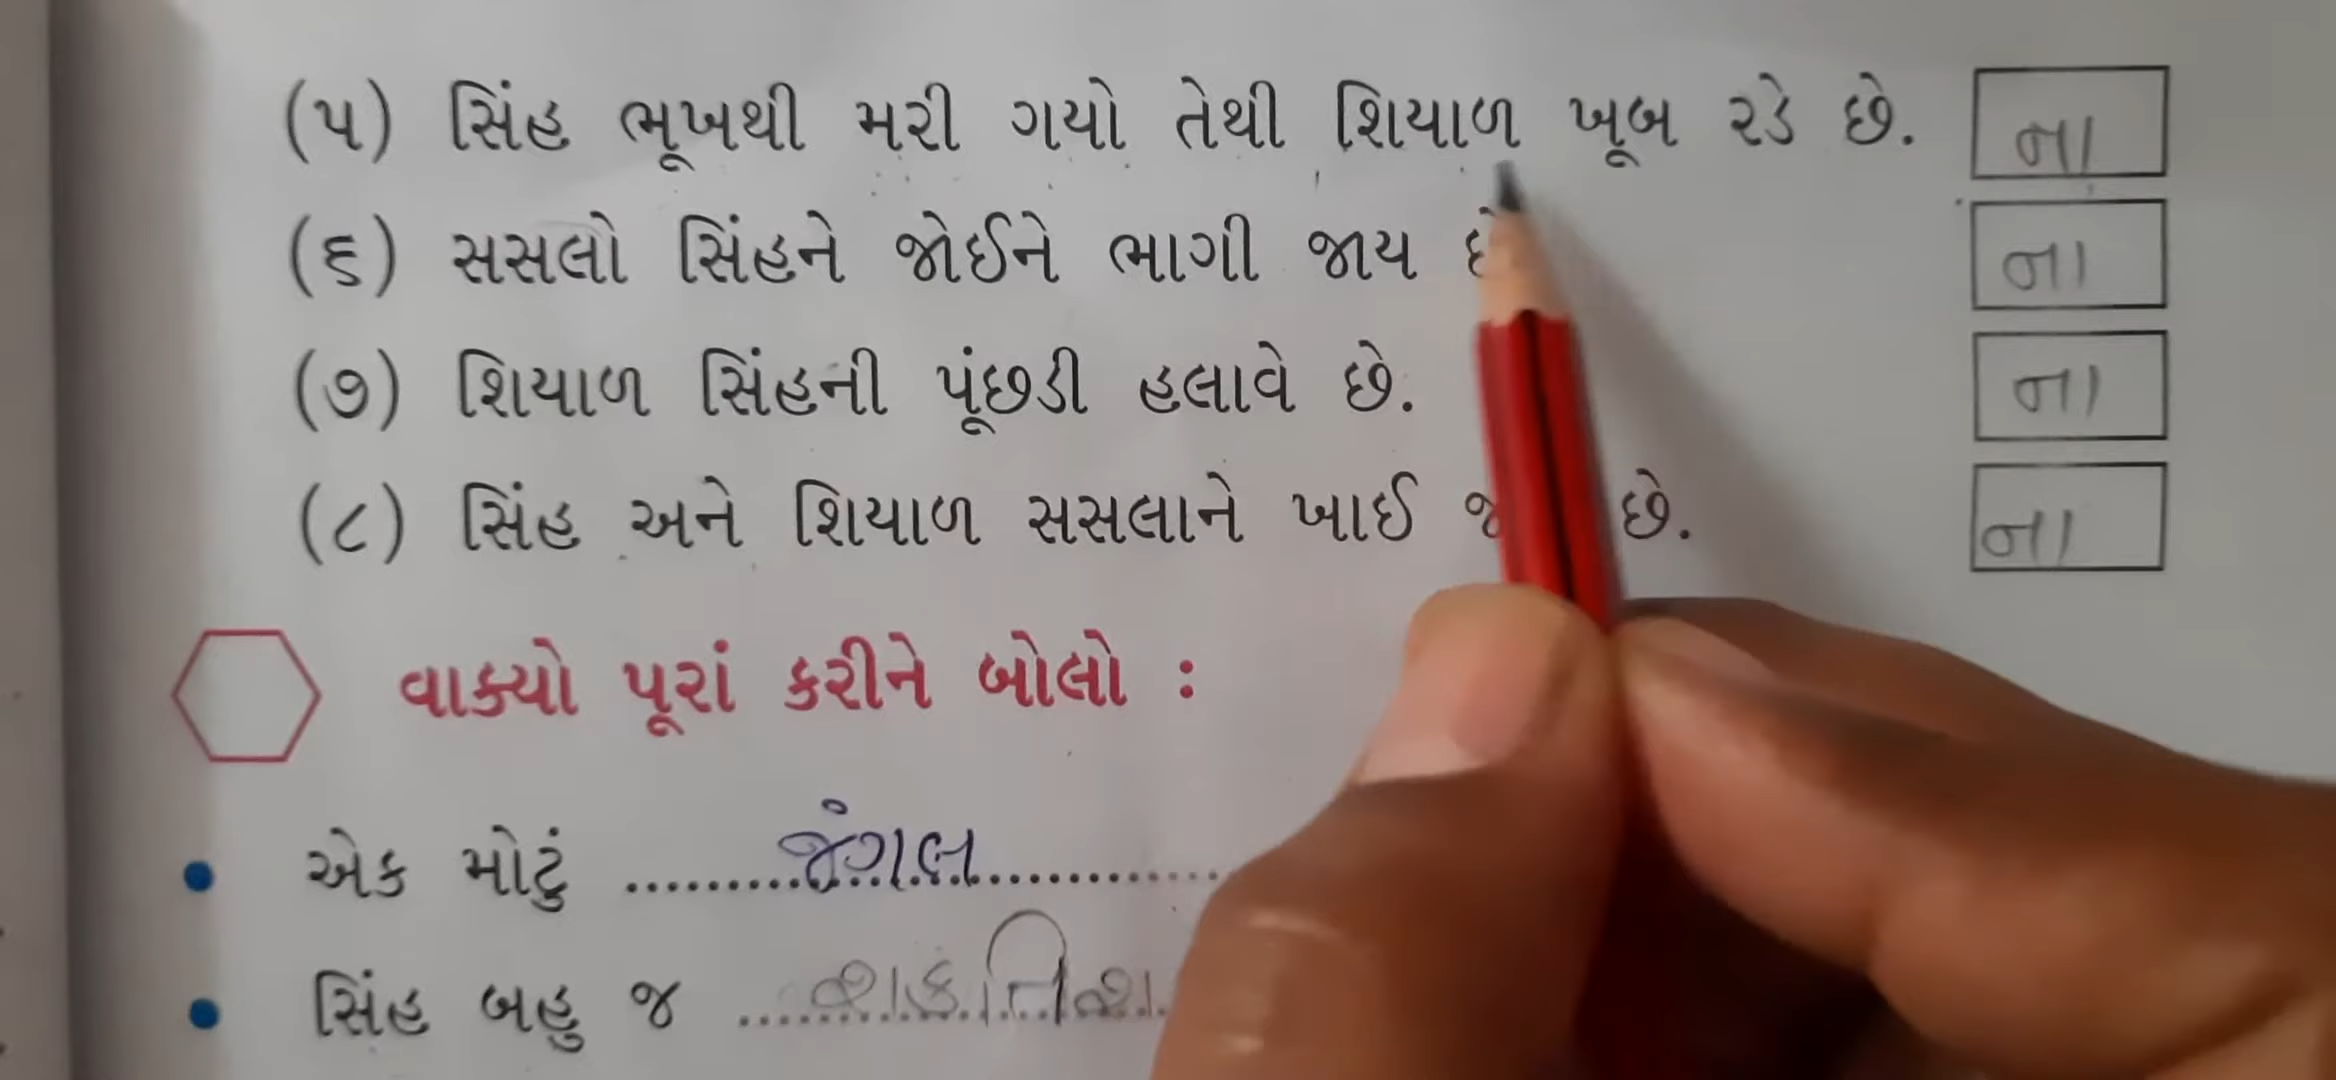 (૫) સિંહ ભૂખથી મરી ગયો તેથી શિયાળ ખૂબ રડે છે. ના
(૬) સસલો સિંહને જોઈને ભાગી જાય ના
(૭) શિયાળ સિંહની પૂંછડી હલાવે છે. ના
(૮) સિંહ અને શિયાળ સસલાને ખાઈ છે. ના
વાક્યો પૂરાં કરીને બોલો :
• એક મોટું ........જંગલ........
• સિંહ બહુ જ